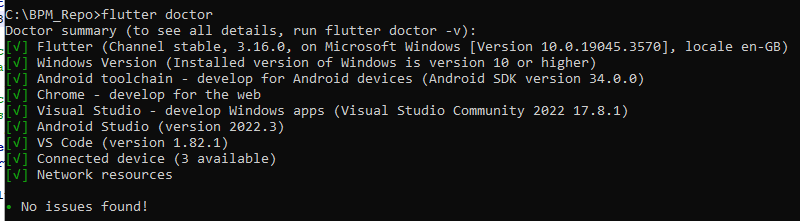 C:\BPM_Repo>flutter doctor
Doctor summary (to see all details, run flutter doctor -v):
[√] Flutter (Channel stable, 3.16.0, on Microsoft Windows [Version 10.0.19045.3570], locale en-GB)
[√] Windows Version (Installed version of Windows is version 10 or higher)
[√] Android toolchain - develop for Android devices (Android SDK version 34.0.0)
[√] Chrome - develop for the web
[√] Visual Studio - develop Windows apps (Visual Studio Community 2022 17.8.1)
[√] Android Studio (version 2022.3)
[√] VS Code (version 1.82.1)
[√] Connected device (3 available)
[√] Network resources
• No issues found!